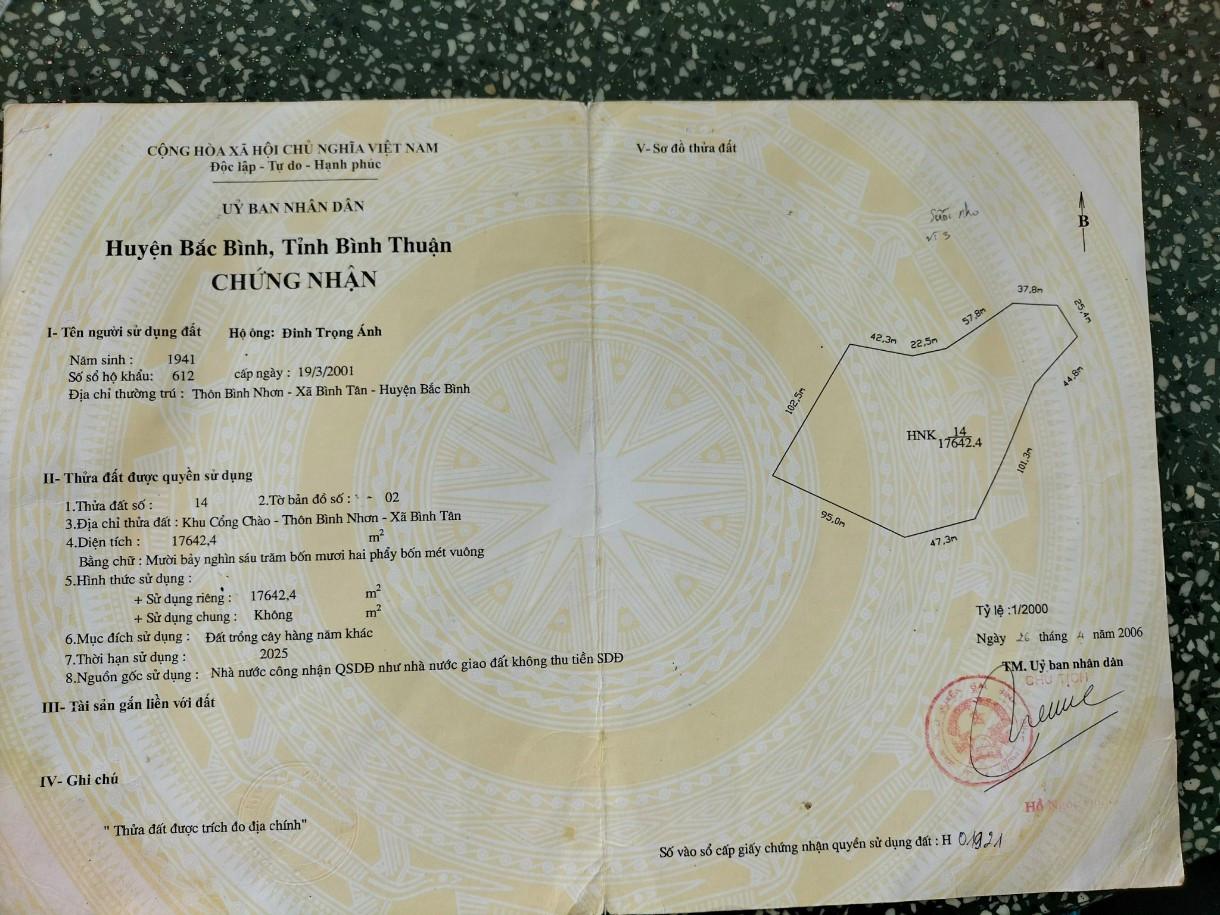 CỘNG HÒA XÃ HỘI CHỦ NGHĨA VIỆT NAM
Độc lập - Tự do - Hạnh phúc
UỶ BAN NHÂN DÂN
Huyện Bắc Bình, Tỉnh Bình Thuận
CHỨNG NHẬN
I- Tên người sử dụng đất Hộ ông: Đinh Trọng Ánh
Năm sinh : 1941
Số sổ hộ khẩu: 612 cấp ngày : 19/3/2001
Địa chỉ thường trú : Thôn Bình Nhơn - Xã Bình Tân - Huyện Bắc Bình
II- Thửa đất được quyền sử dụng
1.Thửa đất số : 14 2.Tờ bản đồ số : - 02
3.Địa chỉ thửa đất : Khu Cổng Chào - Thôn Bình Nhơn - Xã Bình Tân
4.Diện tích : 17642,4 m2
Bằng chữ : Mười bảy nghìn sáu trăm bốn mươi hai phẩy bốn mét vuông
5.Hình thức sử dụng :
+ Sử dụng riêng : 17642,4 m2
+ Sử dụng chung : Không m2
6.Mục đích sử dụng : Đất trồng cây hàng năm khác
7.Thời hạn sử dụng : 2025
8.Nguồn gốc sử dụng : Nhà nước công nhận QSDĐ như nhà nước giao đất không thu tiền SDĐ
III- Tài sản gắn liền với đất
IV- Ghi chú
" Thửa đất được trích đo địa chính"
V- Sơ đồ thửa đất
B
37,8m
25,4m
57,8m
42,3m
22,5m
44,8m
102,5m
HNK 14
17642.4
101,3m
95,0m
47,3m
Tỷ lệ :1/2000
Ngày 26 tháng 4 năm 2006
TM. Uỷ ban nhân dân
CHỦ TỊCH
Hồ
Số vào sổ cấp giấy chứng nhận quyền sử dụng đất : H 01921